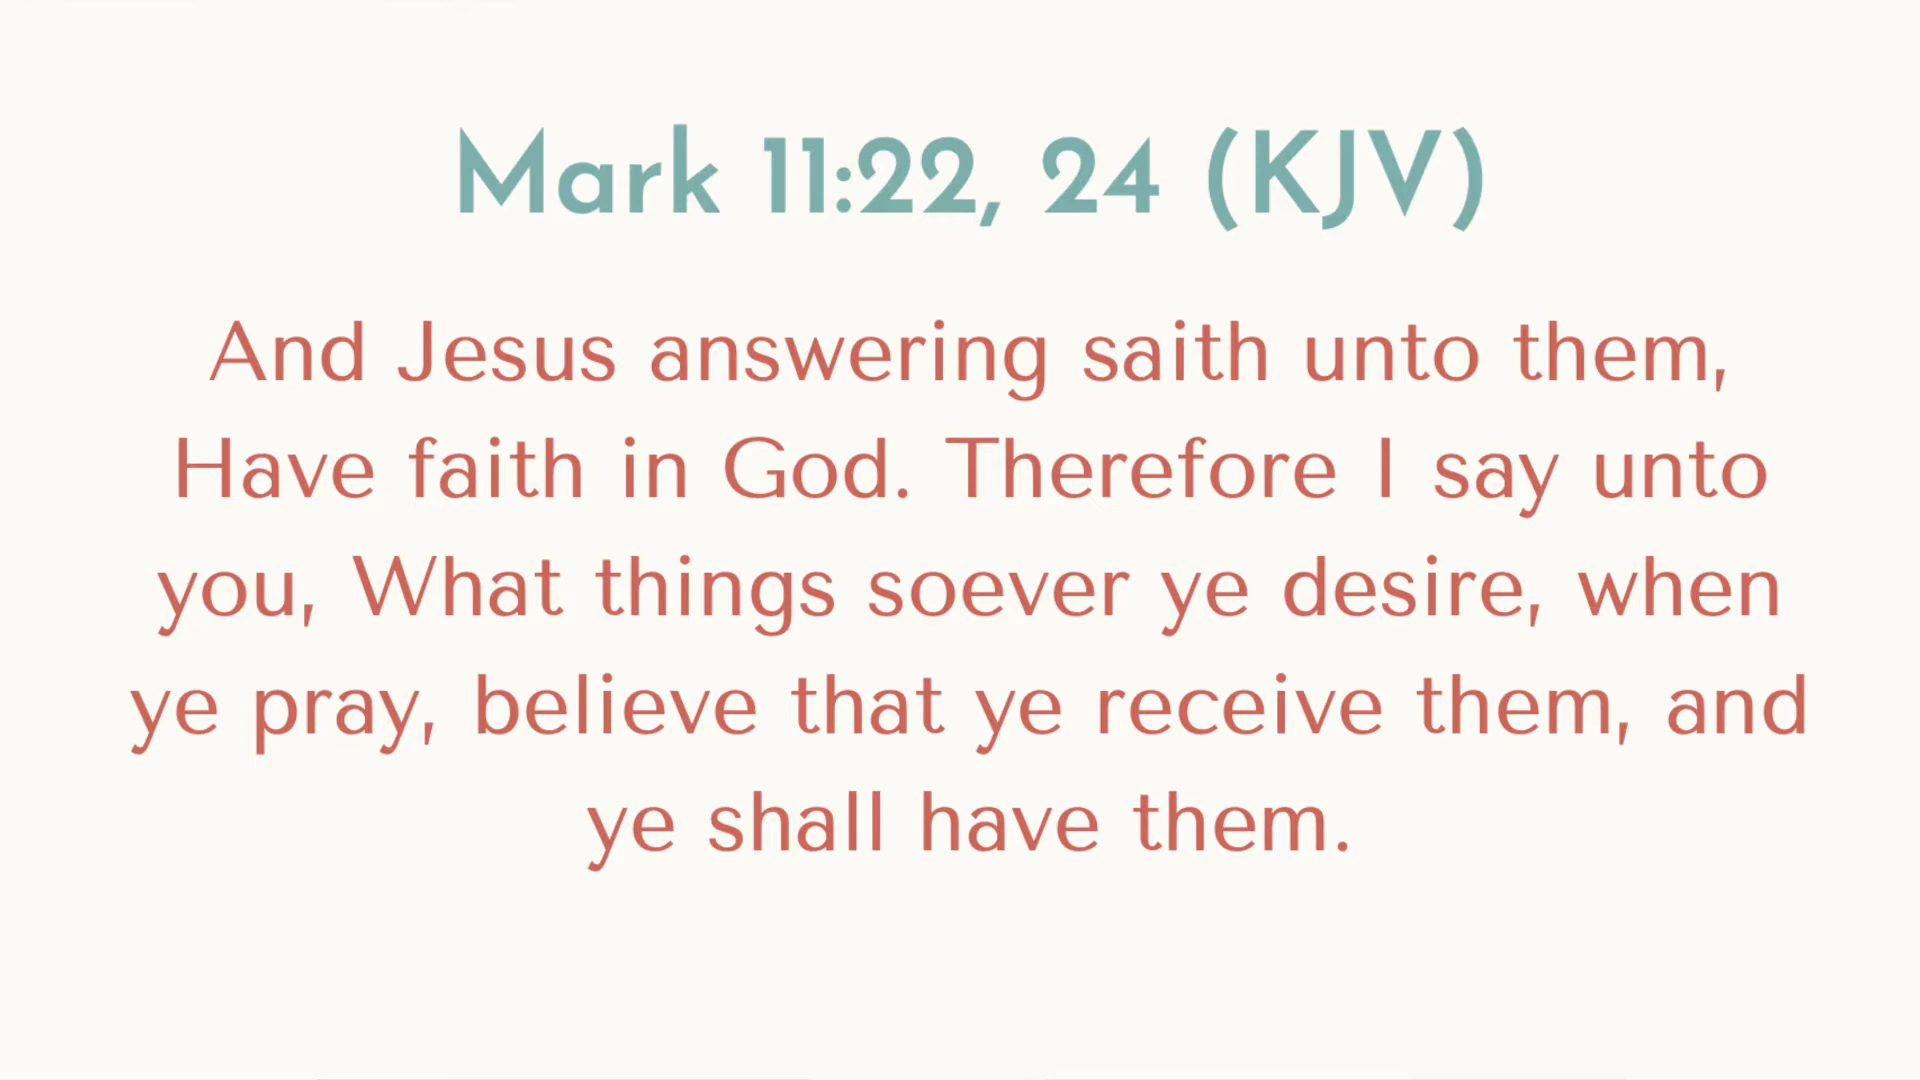 Mark 11:22, 24 (KJV)
And Jesus answering saith unto them,
Have faith in God. Therefore I say unto
you, What things soever ye desire, when
ye pray, believe that ye receive them, and
ye shall have them.